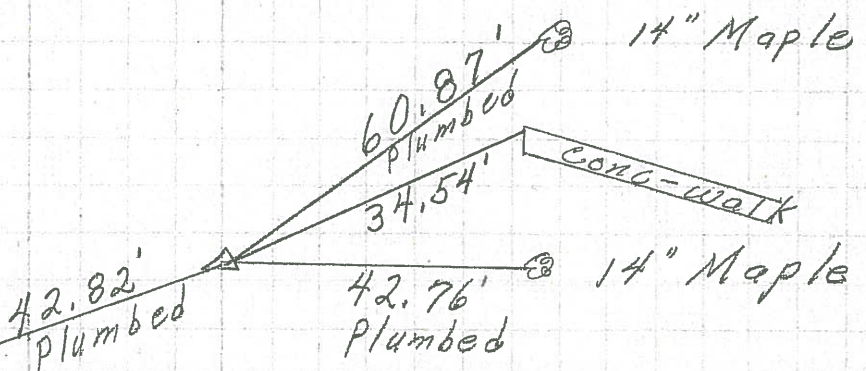 14" Maple
60.87'
plumbed
Conc-walk
34.54'
14" Maple
42.82'
plumbed
42.76'
Plumbed